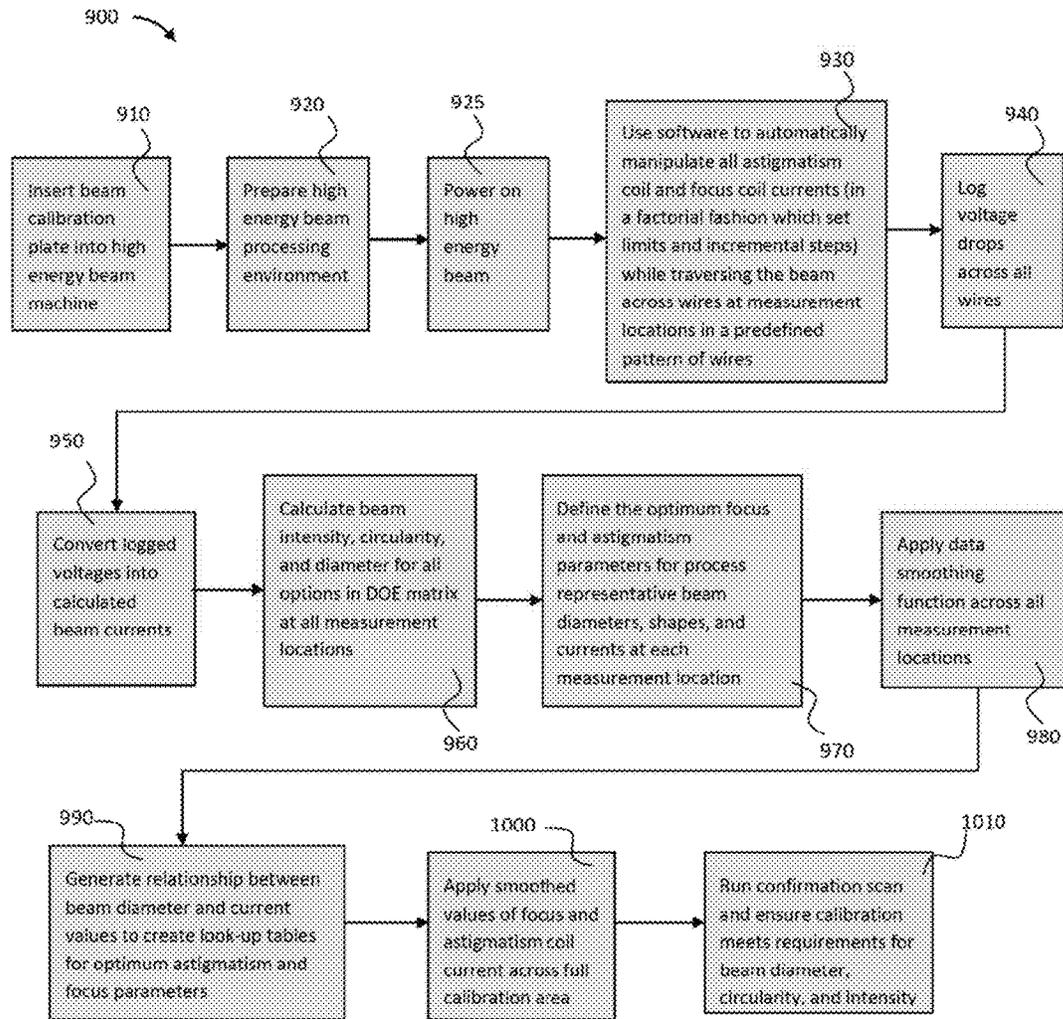 900
910
Insert beam
calibration
plate into high
energy beam
machine
920
Prepare high
energy beam
processing
environment
925
Power on
high
energy
beam
930
Use software to automatically
manipulate all astigmatism
coil and focus coil currents (in
a factorial fashion which set
limits and incremental steps)
while traversing the beam
across wires at measurement
locations in a predefined
pattern of wires
940
Log
voltage
drops
across all
wires
950
Convert logged
voltages into
calculated
beam currents
Calculate beam
intensity, circularity,
and diameter for all
options in DOE matrix
at all measurement
locations
960
Define the optimum focus
and astigmatism
parameters for process
representative beam
diameters, shapes, and
currents at each
measurement location
970
Apply data
smoothing
function across all
measurement
locations
980
990
Generate relationship between
beam diameter and current
values to create look-up tables
for optimum astigmatism and
focus parameters
1000
Apply smoothed
values of focus and
astigmatism coil
current across full
calibration area
1010
Run confirmation scan
and ensure calibration
meets requirements for
beam diameter,
circularity, and intensity